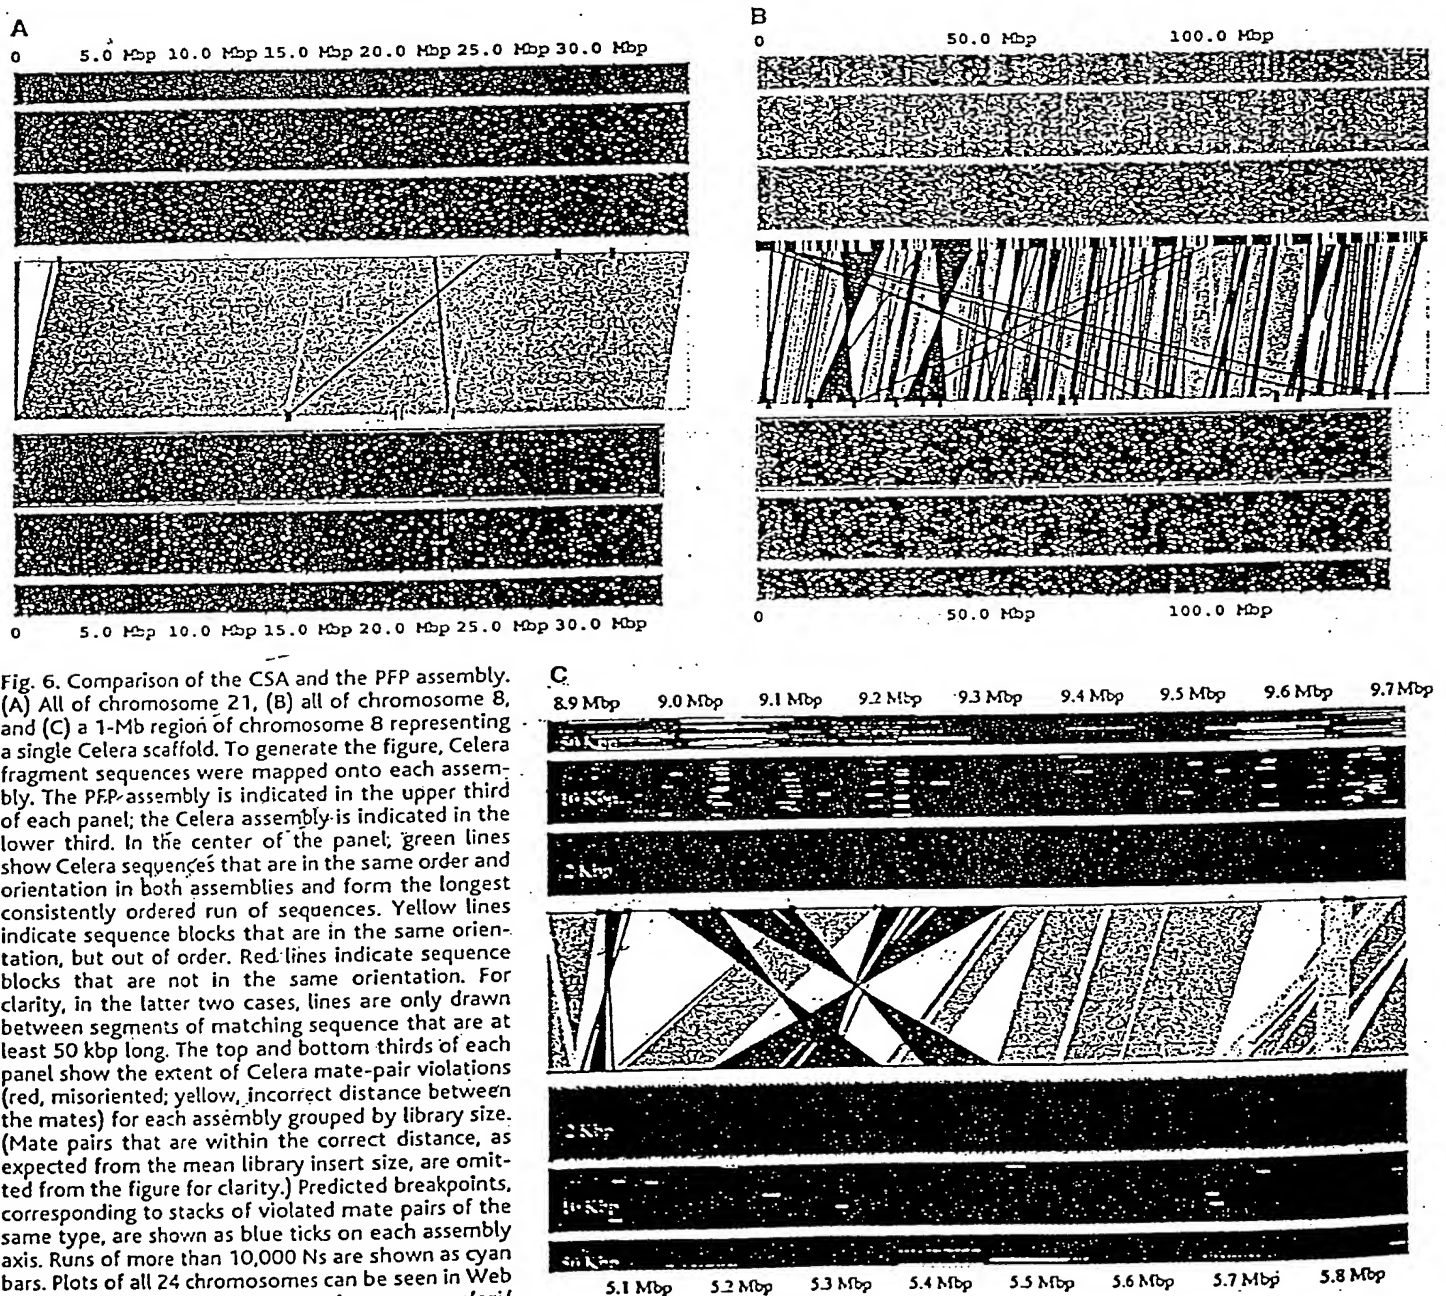 A
0 5.0 Mbp 10.0 Mbp 15.0 Mbp 20.0 Mbp 25.0 Mbp 30.0 Mbp
0 5.0 Mbp 10.0 Mbp 15.0 Mbp 20.0 Mbp 25.0 Mbp 30.0 Mbp
B
0 50.0 Mbp 100.0 Mbp
0 50.0 Mbp 100.0 Mbp
Fig. 6. Comparison of the CSA and the PFP assembly.
(A) All of chromosome 21, (B) all of chromosome 8,
and (C) a 1-Mb region of chromosome 8 representing
a single Celera scaffold. To generate the figure, Celera
fragment sequences were mapped onto each assem-
bly. The PFP assembly is indicated in the upper third
of each panel; the Celera assembly is indicated in the
lower third. In the center of the panel, green lines
show Celera sequences that are in the same order and
orientation in both assemblies and form the longest
consistently ordered run of sequences. Yellow lines
indicate sequence blocks that are in the same orien-
tation, but out of order. Red lines indicate sequence
blocks that are not in the same orientation. For
clarity, in the latter two cases, lines are only drawn
between segments of matching sequence that are at
least 50 kbp long. The top and bottom thirds of each
panel show the extent of Celera mate-pair violations
(red, misoriented; yellow, incorrect distance between
the mates) for each assembly grouped by library size.
(Mate pairs that are within the correct distance, as
expected from the mean library insert size, are omit-
ted from the figure for clarity.) Predicted breakpoints,
corresponding to stacks of violated mate pairs of the
same type, are shown as blue ticks on each assembly
axis. Runs of more than 10,000 Ns are shown as cyan
bars. Plots of all 24 chromosomes can be seen in Web
C
8.9 Mbp 9.0 Mbp 9.1 Mbp 9.2 Mbp 9.3 Mbp 9.4 Mbp 9.5 Mbp 9.6 Mbp 9.7 Mbp
50 Kbp
10 Kbp
2 Kbp
2 Kbp
10 Kbp
50 Kbp
5.1 Mbp 5.2 Mbp 5.3 Mbp 5.4 Mbp 5.5 Mbp 5.6 Mbp 5.7 Mbp 5.8 Mbp